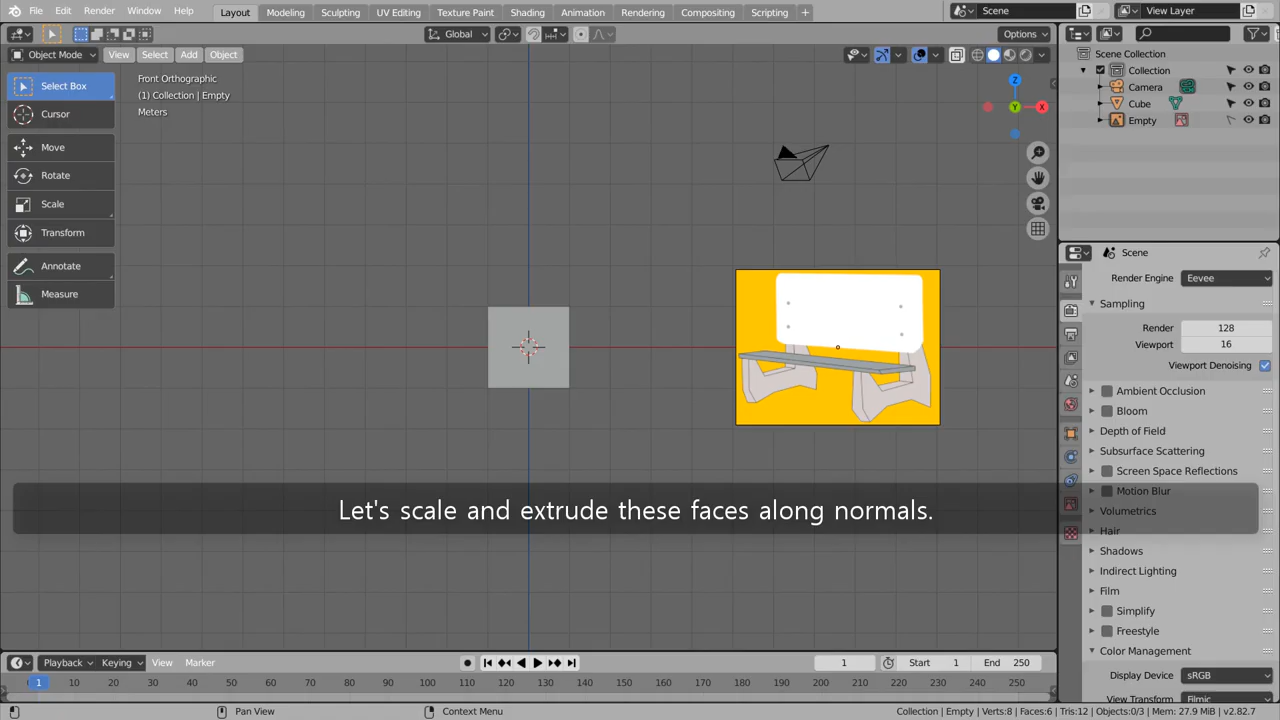 File Edit Render Window Help Layout Modeling Sculpting UV Editing Texture Paint Shading Animation Rendering Compositing Scripting + Scene View Layer
Global Options
Object Mode View Select Add Object
Scene Collection
Collection
Camera
Cube
Empty
Select Box
Cursor
Move
Rotate
Scale
Transform
Annotate
Measure
Front Orthographic
(1) Collection | Empty
Meters
Z
Y
X
Scene
Render Engine Eevee
Sampling
Render 128
Viewport 16
Viewport Denoising
Ambient Occlusion
Bloom
Depth of Field
Subsurface Scattering
Screen Space Reflections
Motion Blur
Volumetrics
Hair
Shadows
Indirect Lighting
Film
Simplify
Freestyle
Color Management
Display Device sRGB
View Transform Filmic
Let's scale and extrude these faces along normals.
Playback Keying View Marker 1 Start 1 End 250
1 10 20 30 40 50 60 70 80 90 100 110 120 130 140 150 160 170 180 190 200 210 220 230 240 250
Pan View Context Menu Collection | Empty | Verts:8 | Faces:6 | Tris:12 | Objects:0/3 | Mem: 27.9 MiB | v2.82.7